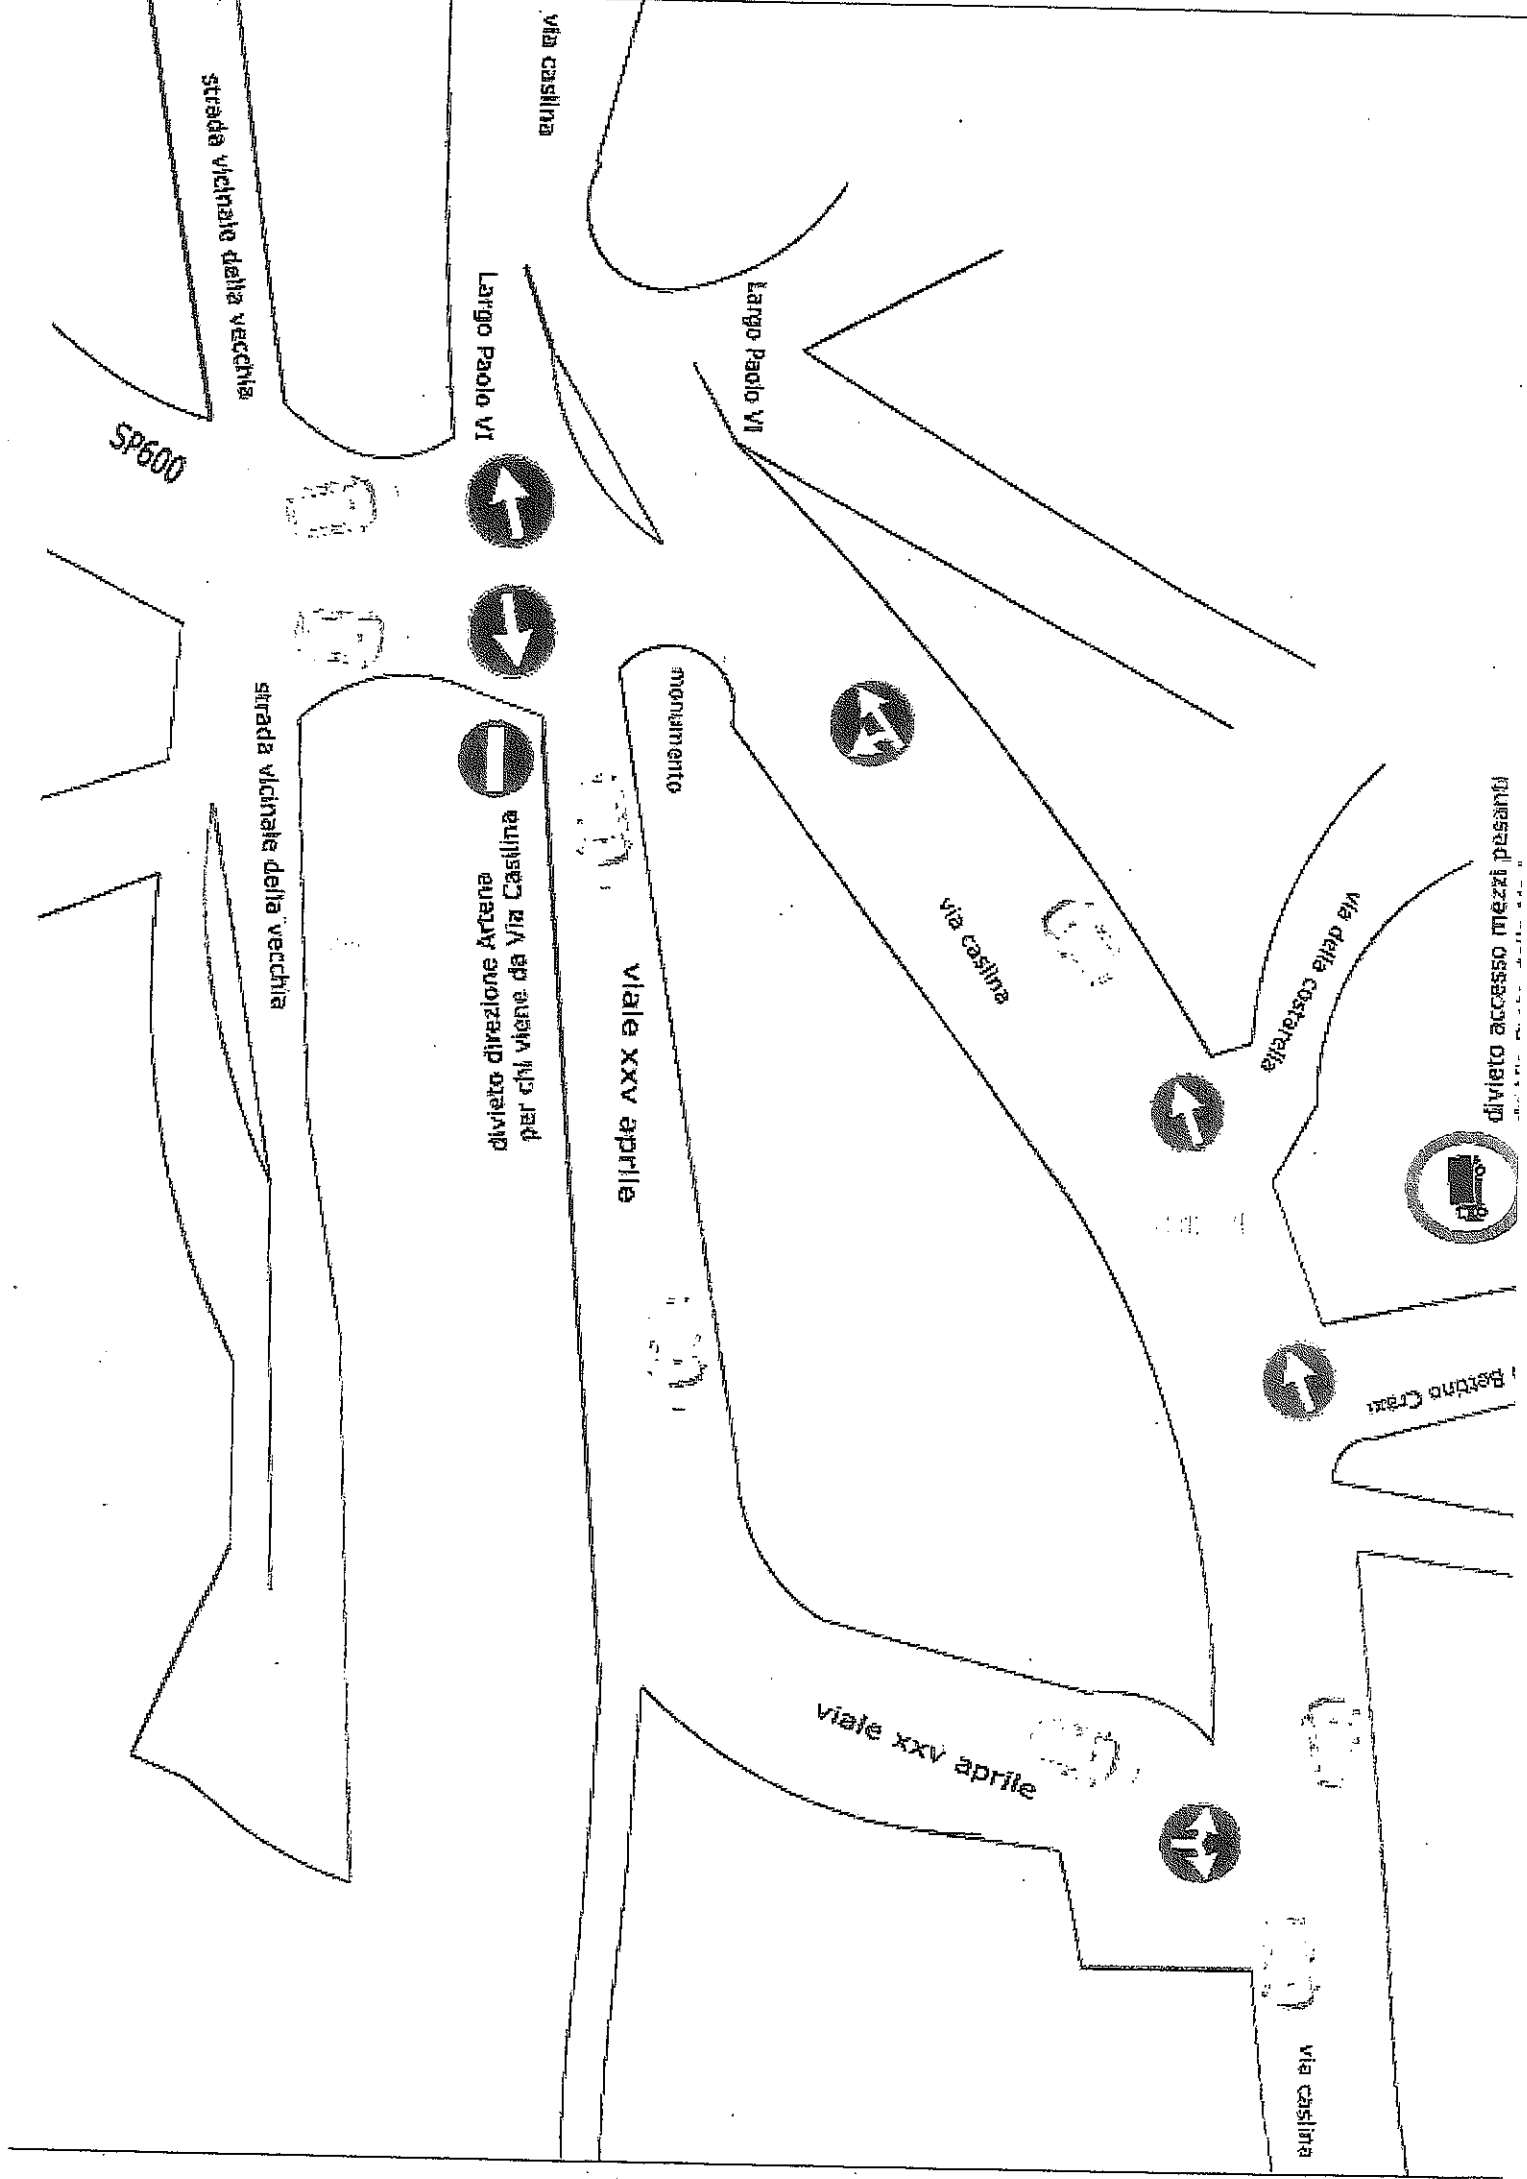 via casilina
strada vicinale della vecchia
Largo Paolo VI
Largo Paolo VI
SP600
monumento
strada vicinale della vecchia
divieto direzione Artena
per chi viene da Via Casilina
viale xxv aprile
via casilina
via della costarella
divieto accesso mezzi pesanti
Bettino Craxi
viale xxv aprile
via casilina